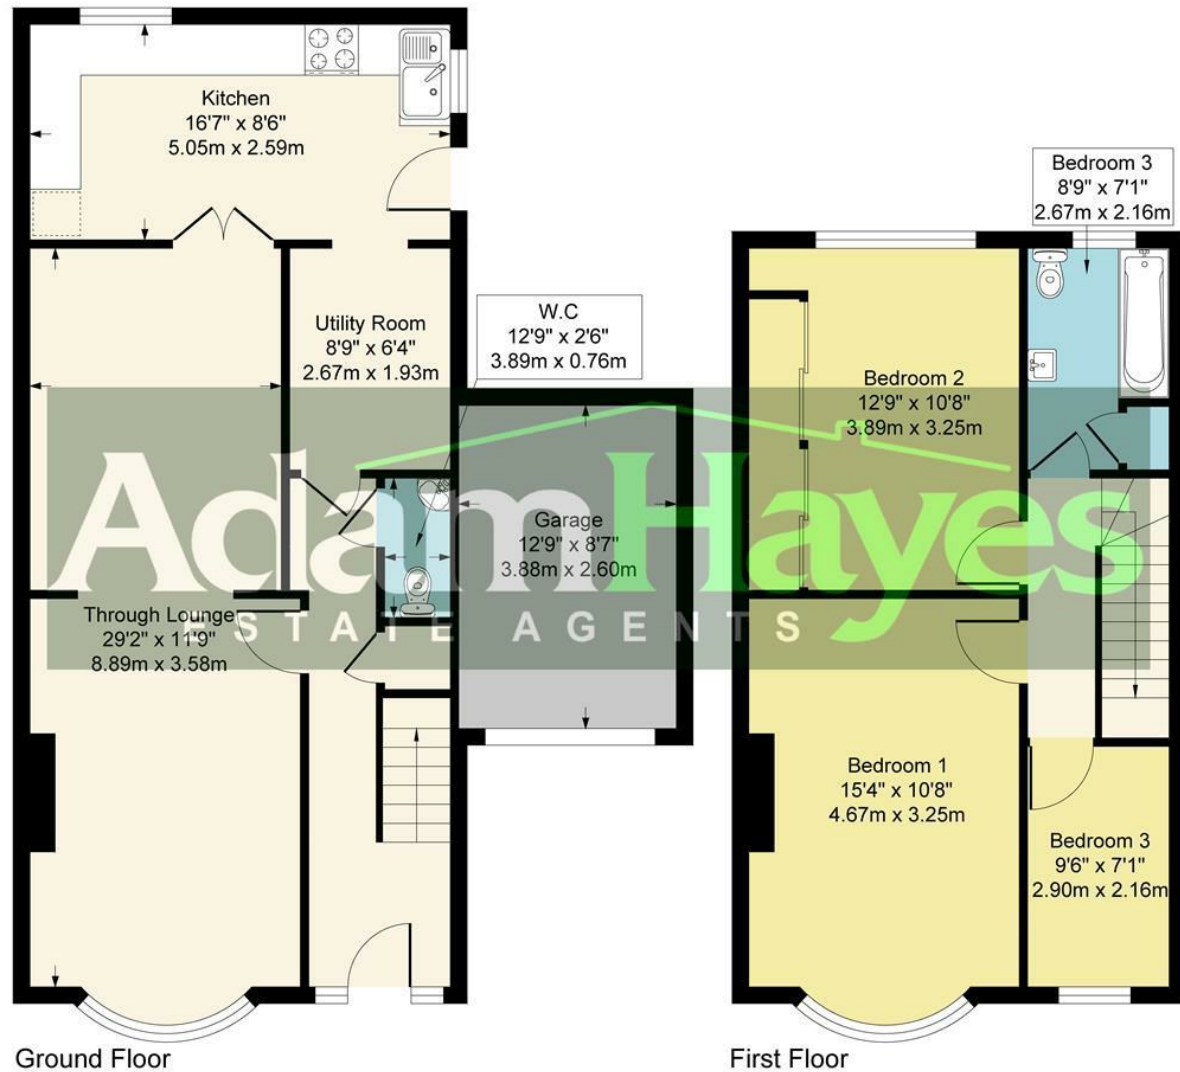 Kitchen
16'7" x 8'6"
5.05m x 2.59m
Utility Room
8'9" x 6'4"
2.67m x 1.93m
W.C
12'9" x 2'6"
3.89m x 0.76m
Garage
12'9" x 8'7"
3.88m x 2.60m
Through Lounge
29'2" x 11'9"
8.89m x 3.58m
Ground Floor
Bedroom 3
8'9" x 7'1"
2.67m x 2.16m
Bedroom 2
12'9" x 10'8"
3.89m x 3.25m
Bedroom 1
15'4" x 10'8"
4.67m x 3.25m
Bedroom 3
9'6" x 7'1"
2.90m x 2.16m
First Floor
AdamHayes
ESTATE AGENTS